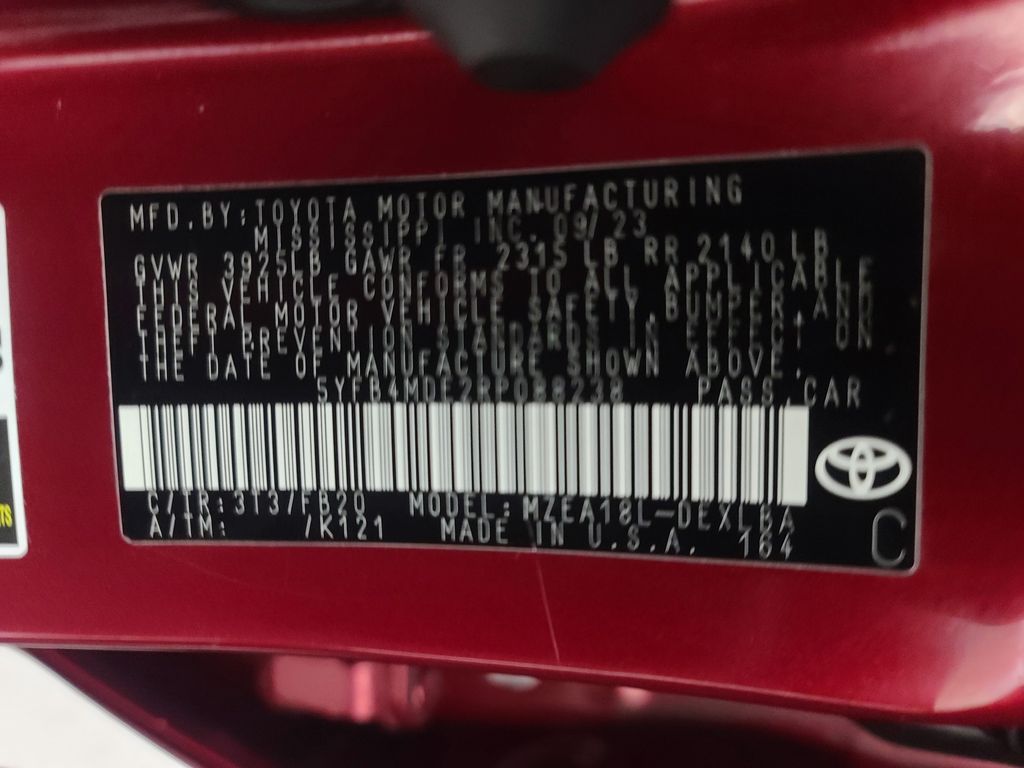 MFD.BY:TOYOTA MOTOR MANUFACTURING
MISSISSIPPI INC. 09/23
GVWR 3925LB GAWR FR 2315LB RR 2140LB
THIS VEHICLE CONFORMS TO ALL APPLICABLE
FEDERAL MOTOR VEHICLE SAFETY, BUMPER, AND
THEFT PREVENTION STANDARDS IN EFFECT ON
THE DATE OF MANUFACTURE SHOWN ABOVE.
5YFB4MDE2RP088238 PASS.CAR
C/TR:3T3/FB20 MODEL:MZEA18L-DEXLBA
A/TM: /K121 MADE IN U.S.A. 164
C